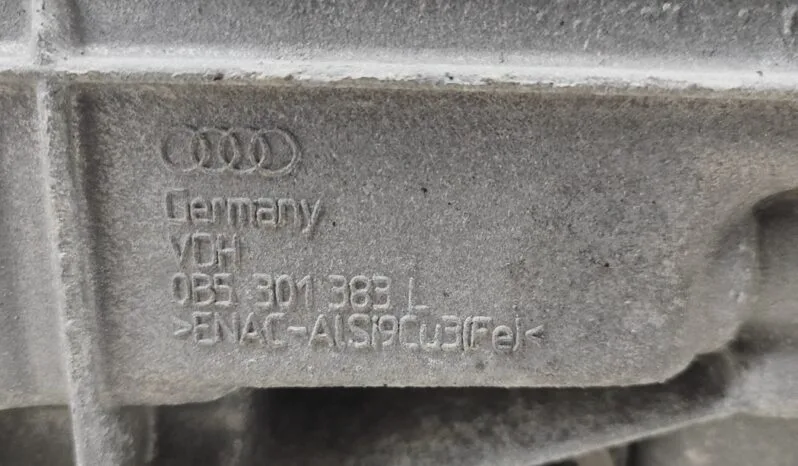 Germany
VDH
0B5 301 383 L
>ENAC-AlSi9Cu3(Fe)<